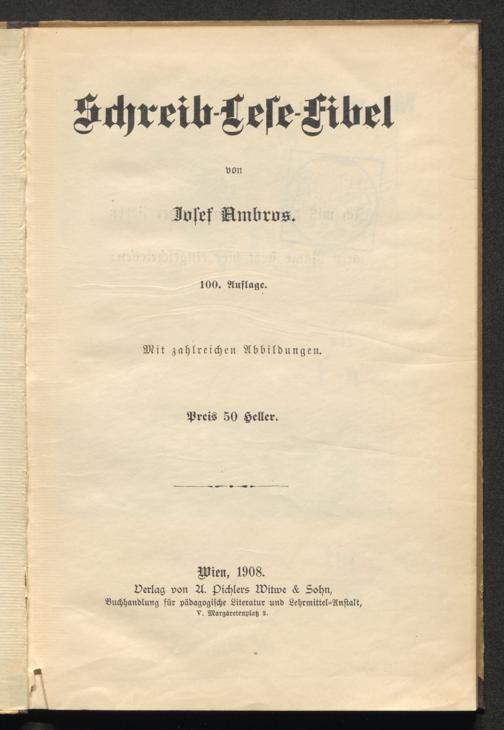 Schreib-Lese-Fibel
von
Josef Ambros.
100. Auflage.
Mit zahlreichen Abbildungen.
Preis 50 Heller.
Wien, 1908.
Verlag von A. Pichlers Witwe & Sohn,
Buchhandlung für pädagogische Literatur und Lehrmittel-Anstalt,
V. Margaretenplatz 2.